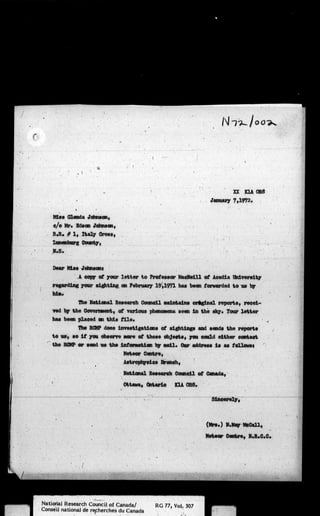 N72/002
XX K1A 0R8
January 7,1972.
Miss Glenda Johnson,
c/o Mr. Edson Johnson,
R.R. # 1, Italy Cross,
Lunenburg County,
N.S.
Dear Miss Johnson:
A copy of your letter to Professor MacNeill of Acadia University
regarding your sighting on February 15,1971 has been forwarded to us by
him.
The National Research Council maintains original reports, recei-
ved by the Government, of various phenomena seen in the sky. Your letter
has been placed on this file.
The RCMP does investigations of sightings and sends the reports
to us, so if you observe more of these objects, you could either contact
the RCMP or send us the information by mail. Our address is as follows:
Meteor Centre,
Astrophysics Branch,
National Research Council of Canada,
Ottawa, Ontario K1A 0R8.
Sincerely,
(Mrs.) N.May McCall,
Meteor Centre, N.R.C.C.
National Research Council of Canada/
Conseil national de recherches du Canada
RG 77, Vol. 307